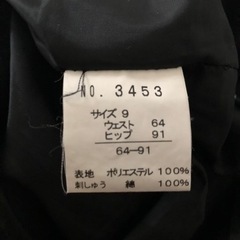 NO. 3453
サイズ 9
ウェスト 64
ヒップ 91
64-91
表地 ポリエステル 100%
刺しゅう 綿 100%